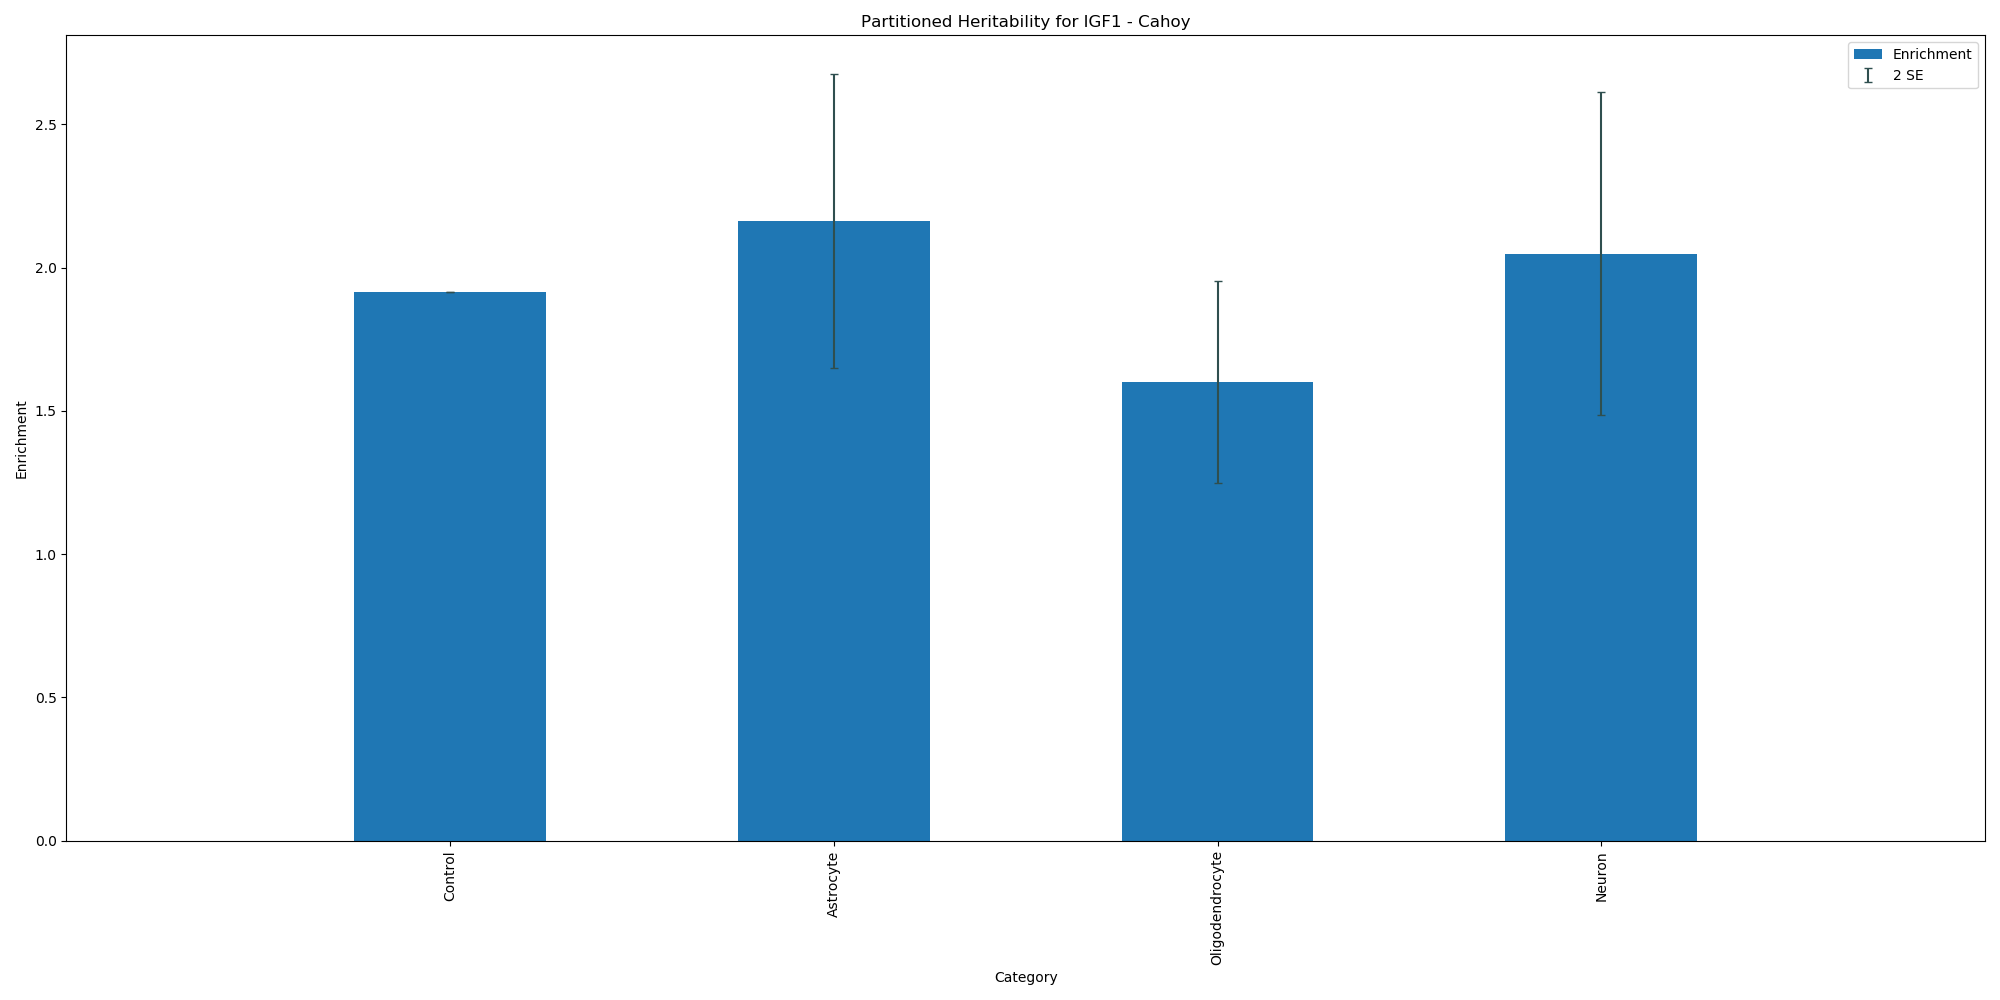 Partitioned Heritability for IGF1 - Cahoy
Enrichment
2 SE
2.5
2.0
1.5
1.0
0.5
0.0
Enrichment
Control
Astrocyte
Oligodendrocyte
Neuron
Category